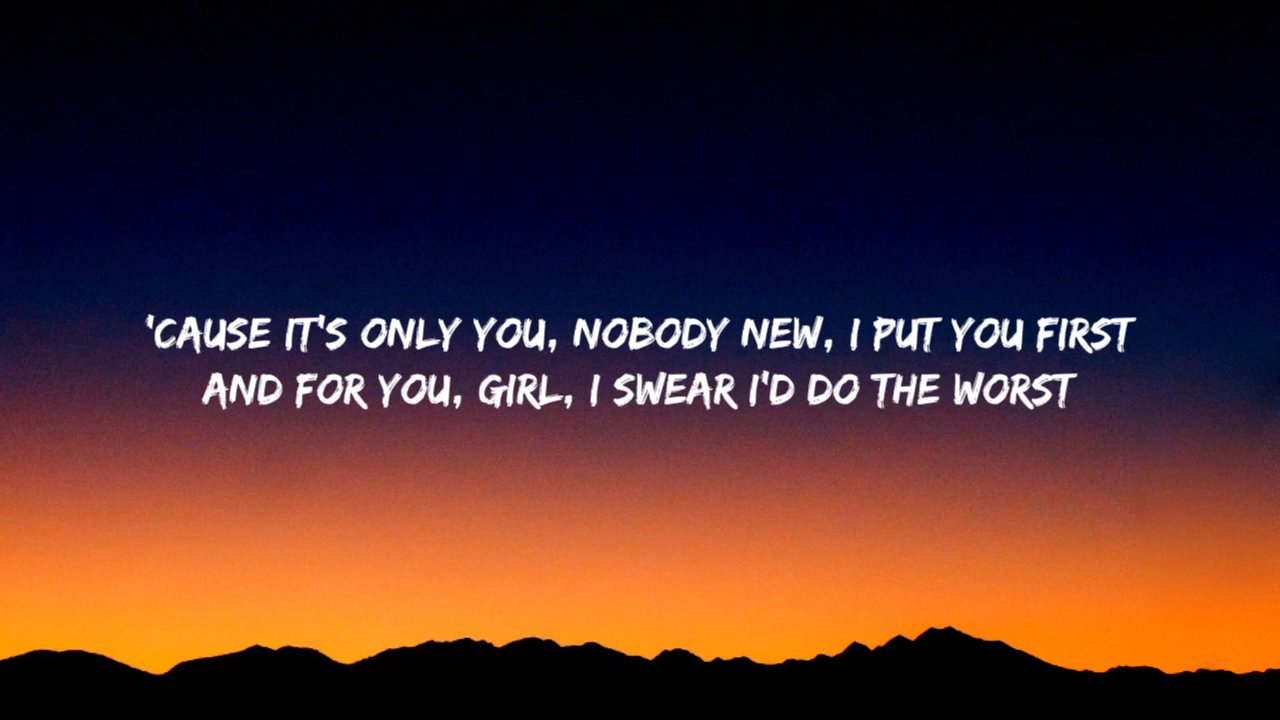 'CAUSE IT'S ONLY YOU, NOBODY NEW, I PUT YOU FIRST
AND FOR YOU, GIRL, I SWEAR I'D DO THE WORST